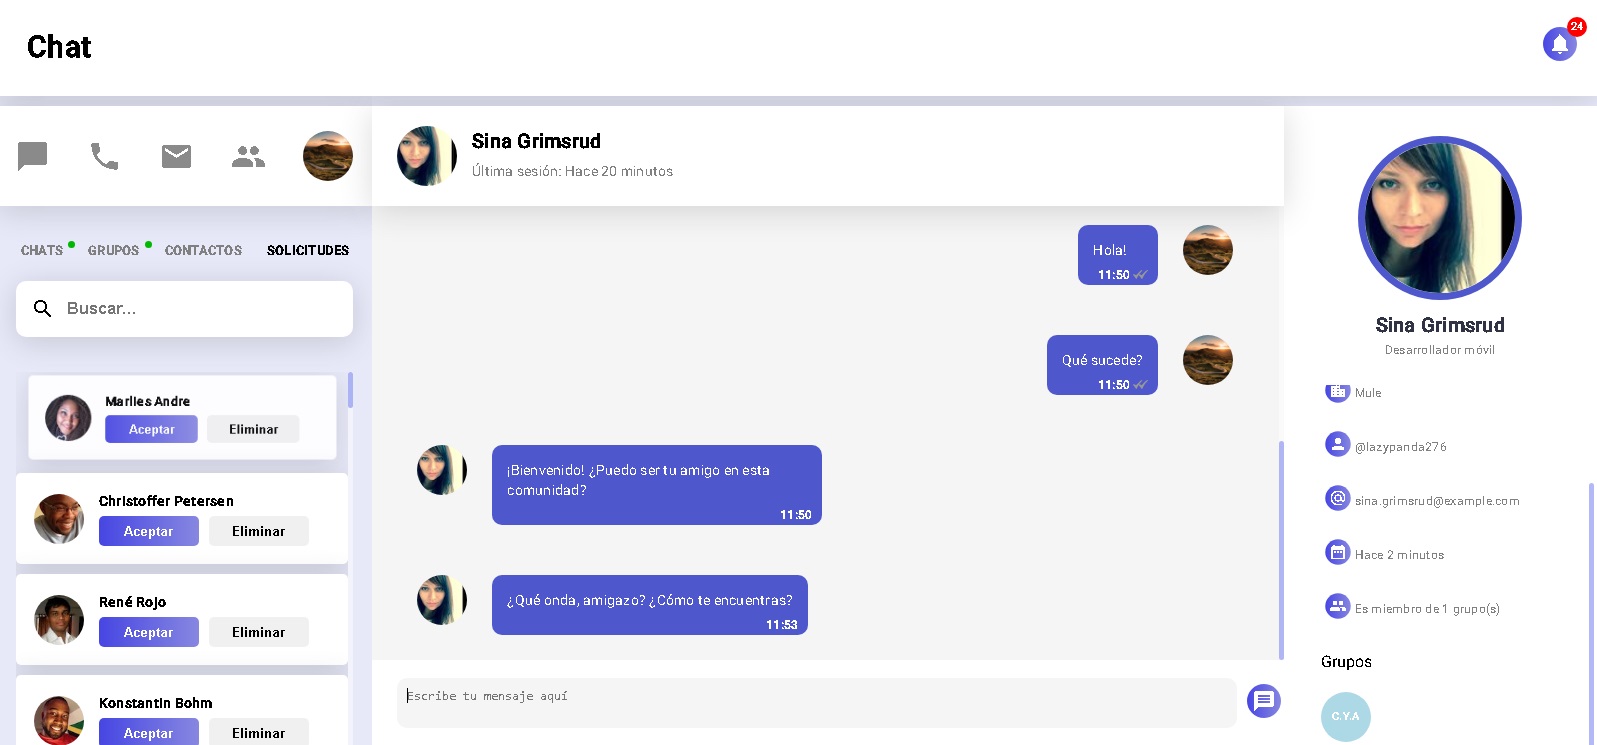 Chat
24
Sina Grimsrud
Última sesión: Hace 20 minutos
CHATS GRUPOS CONTACTOS SOLICITUDES
Buscar...
Marlies Andre
Aceptar Eliminar
Christoffer Petersen
Aceptar Eliminar
René Rojo
Aceptar Eliminar
Konstantin Bohm
Aceptar Eliminar
Hola!
11:50
Qué sucede?
11:50
¡Bienvenido! ¿Puedo ser tu amigo en esta
comunidad?
11:50
¿Qué onda, amigazo? ¿Cómo te encuentras?
11:53
Escribe tu mensaje aquí
Sina Grimsrud
Desarrollador móvil
Mule
@lazypanda276
sina.grimsrud@example.com
Hace 2 minutos
Es miembro de 1 grupo(s)
Grupos
C.Y.A